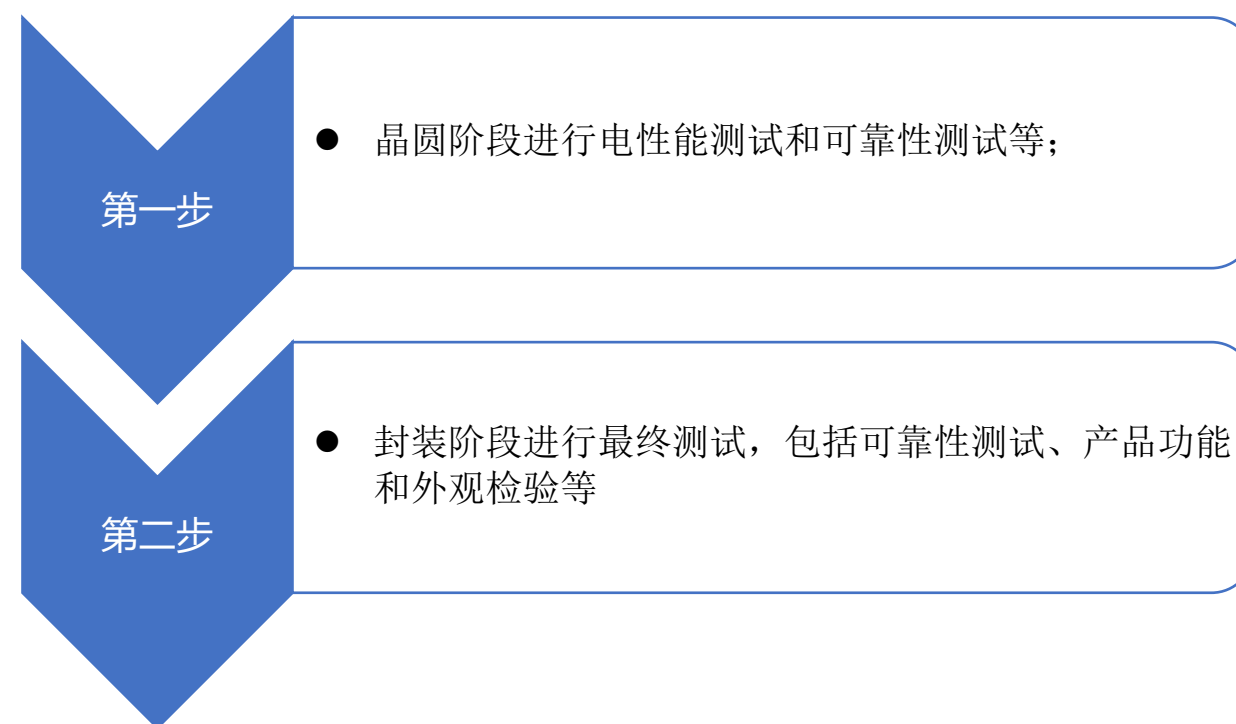 第一步
● 晶圆阶段进行电性能测试和可靠性测试等；
第二步
● 封装阶段进行最终测试，包括可靠性测试、产品功能
和外观检验等